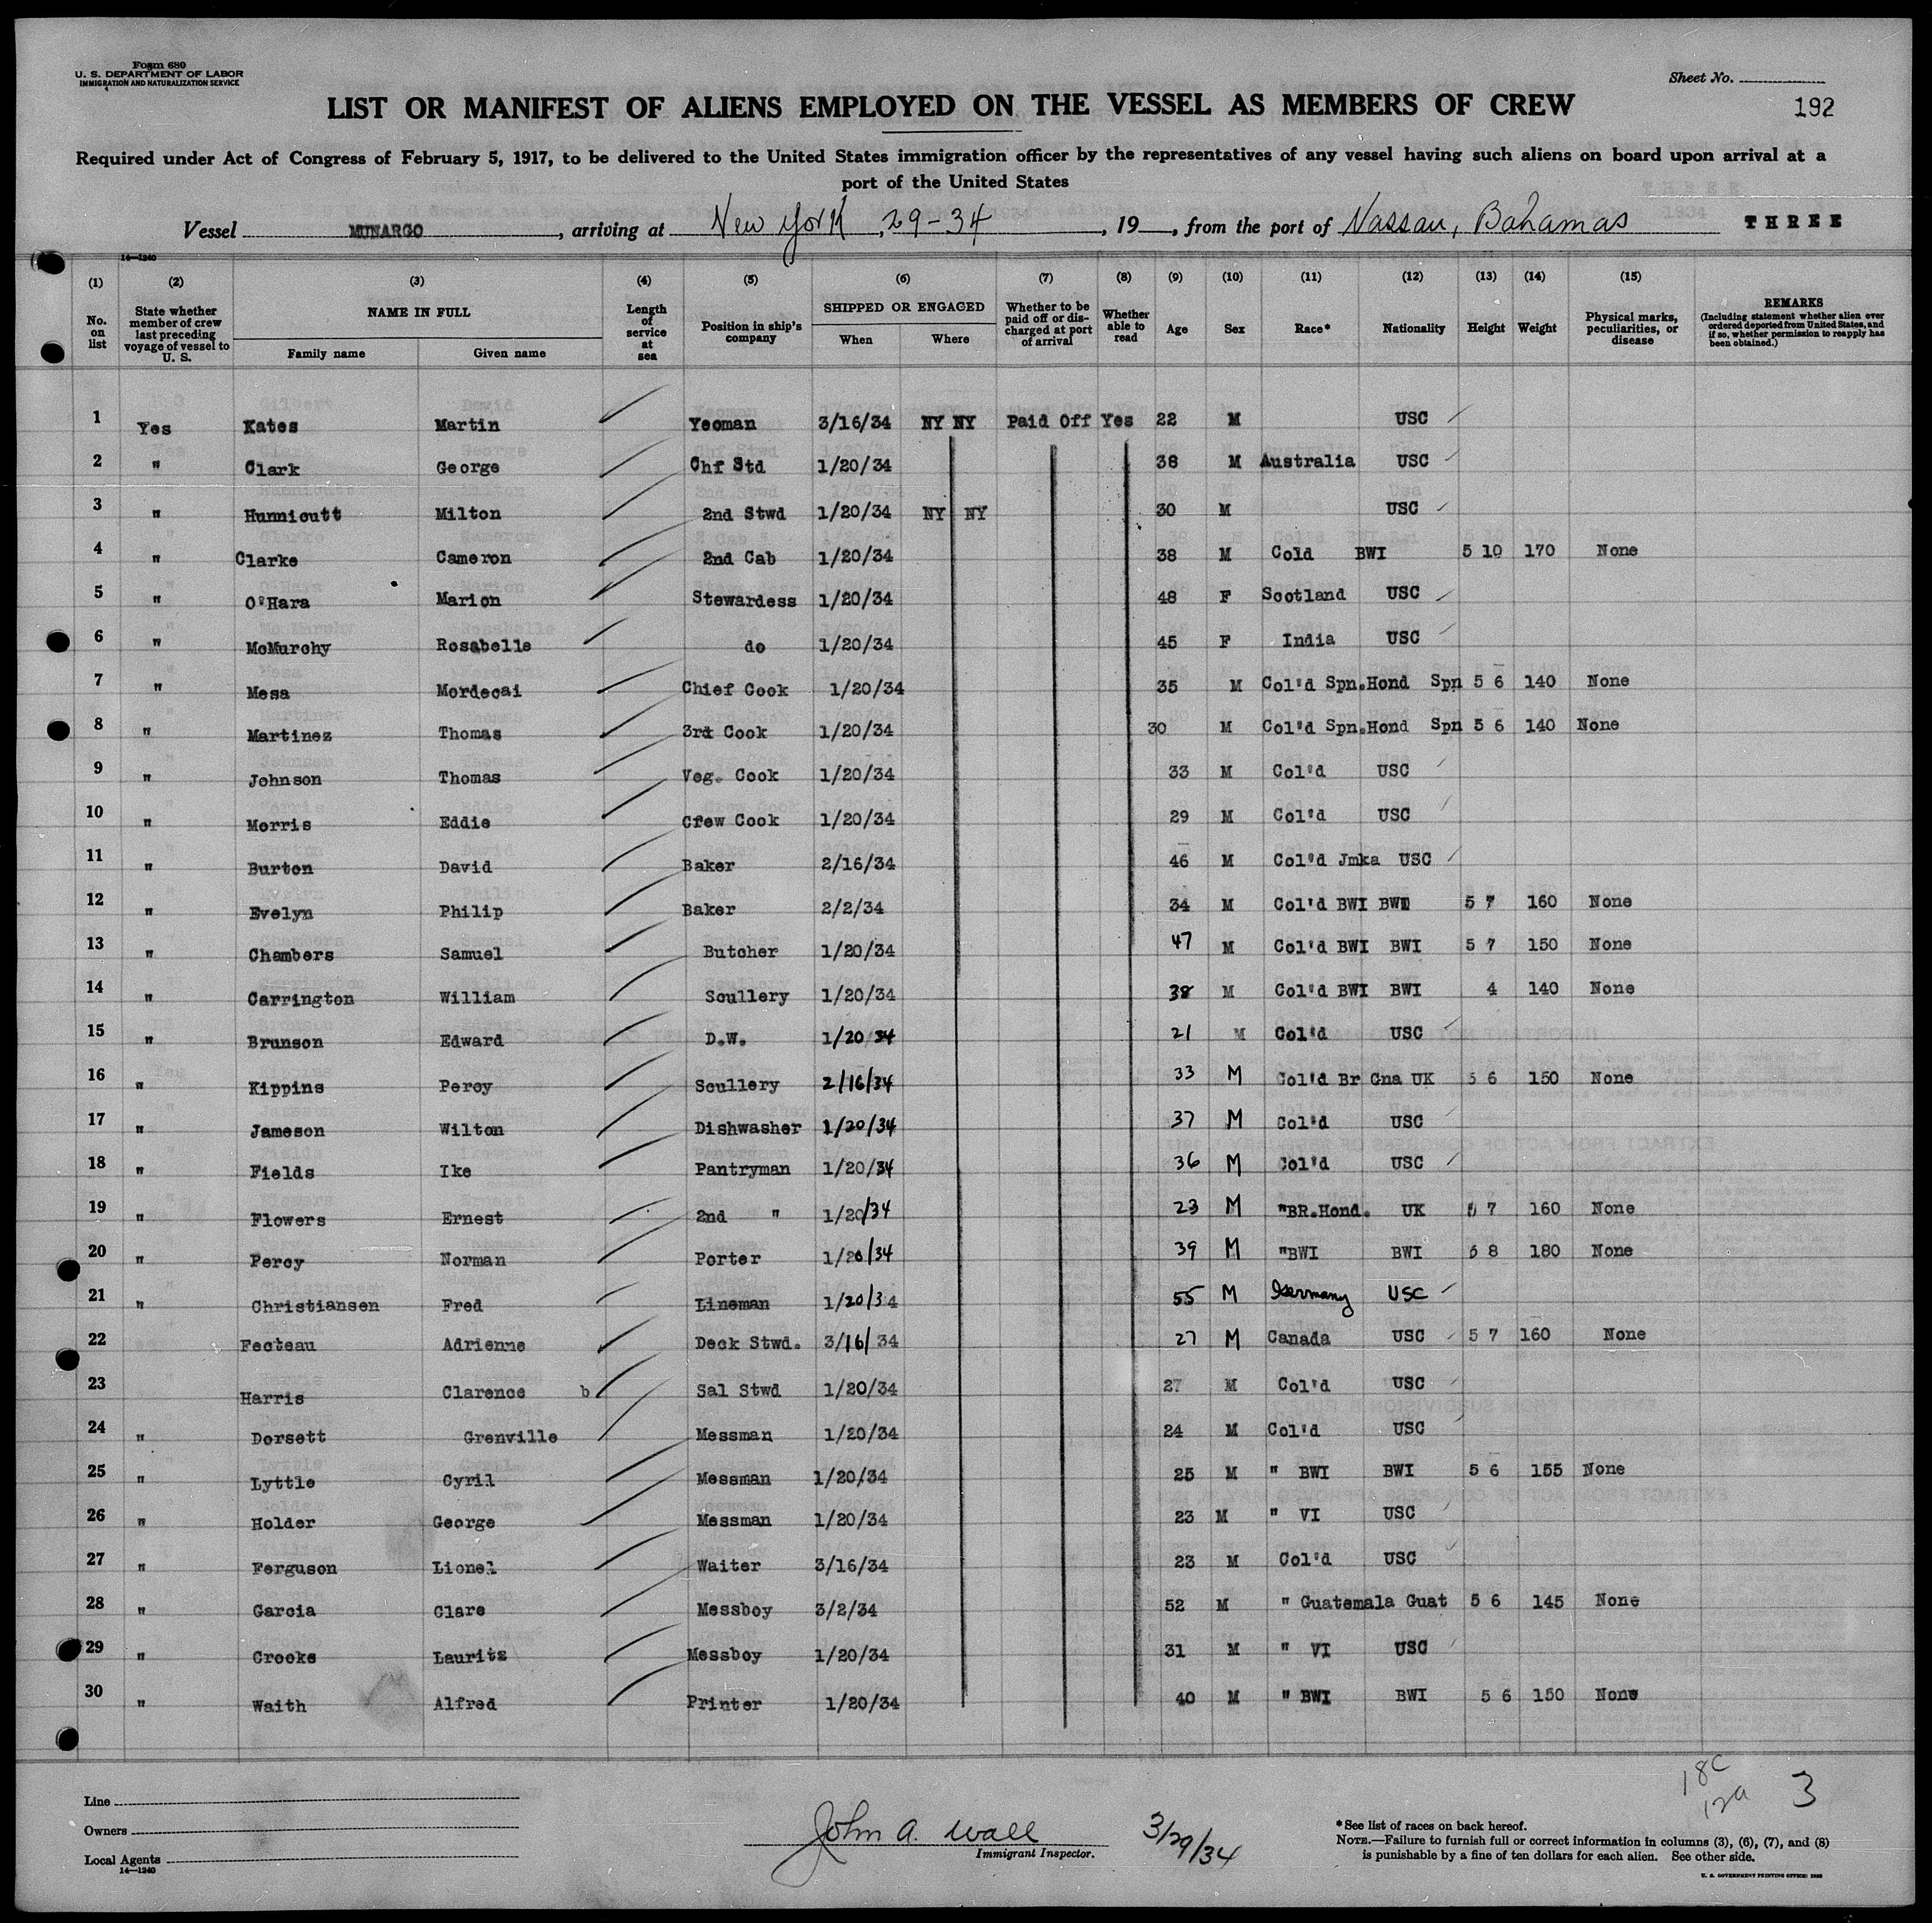 Form 680
U. S. DEPARTMENT OF LABOR
IMMIGRATION AND NATURALIZATION SERVICE
Sheet No.
192
LIST OR MANIFEST OF ALIENS EMPLOYED ON THE VESSEL AS MEMBERS OF CREW
Required under Act of Congress of February 5, 1917, to be delivered to the United States immigration officer by the representatives of any vessel having such aliens on board upon arrival at a
port of the United States
Vessel MUNARGO, arriving at New York, 29-34, 19 , from the port of Nassau, Bahamas THREE
14—1240
(1) (2) (3) (4) (5) (6) (7) (8) (9) (10) (11) (12) (13) (14) (15)
No. on list
State whether member of crew last preceding voyage of vessel to U. S.
NAME IN FULL
Family name Given name
Length of service at sea
Position in ship's company
SHIPPED OR ENGAGED
When Where
Whether to be paid off or discharged at port of arrival
Whether able to read
Age Sex Race* Nationality Height Weight
Physical marks, peculiarities, or disease
REMARKS
(Including statement whether alien ever ordered deported from United States, and if so, whether permission to reapply has been obtained.)
1 Yes Kates Martin Yeoman 3/16/34 NY NY Paid Off Yes 22 M USC
2 " Clark George Chf Std 1/20/34 38 M Australia USC
3 " Hunnicutt Milton 2nd Stwd 1/20/34 NY NY 30 M USC
4 " Clarke Cameron 2nd Cab 1/20/34 38 M Cold BWI 5 10 170 None
5 " O'Hara Marion Stewardess 1/20/34 48 F Scotland USC
6 " McMurchy Rosabelle do 1/20/34 45 F India USC
7 " Mesa Mordecai Chief Cook 1/20/34 35 M Col'd Spn.Hond Spn 5 6 140 None
8 " Martinez Thomas 3rd Cook 1/20/34 30 M Col'd Spn.Hond Spn 5 6 140 None
9 " Johnson Thomas Veg. Cook 1/20/34 33 M Col'd USC
10 " Morris Eddie Crew Cook 1/20/34 29 M Col'd USC
11 " Burton David Baker 2/16/34 46 M Col'd Jmka USC
12 " Evelyn Philip Baker 2/2/34 34 M Col'd BWI BWI 5 7 160 None
13 " Chambers Samuel Butcher 1/20/34 47 M Col'd BWI BWI 5 7 150 None
14 " Carrington William Scullery 1/20/34 38 M Col'd BWI BWI 4 140 None
15 " Brunson Edward D.W. 1/20 34 21 M Col'd USC
16 " Kippins Percy Scullery 2/16/34 33 M Col'd Br Gna UK 5 6 150 None
17 " Jameson Wilton Dishwasher 1/20/34 37 M Col'd USC
18 " Fields Ike Pantryman 1/20/34 36 M Col'd USC
19 " Flowers Ernest 2nd " 1/20/34 23 M "BR.Hond. UK 5 7 160 None
20 " Percy Norman Porter 1/20/34 39 M "BWI BWI 5 8 180 None
21 " Christiansen Fred Lineman 1/20/34 55 M Germany USC
22 Fecteau Adrienne Deck Stwd. 3/16/34 27 M Canada USC 5 7 160 None
23 Harris Clarence b Sal Stwd 1/20/34 27 M Col'd USC
24 " Dorsett Grenville Messman 1/20/34 24 M Col'd USC
25 " Lyttle Cyril Messman 1/20/34 25 M " BWI BWI 5 6 155 None
26 " Holder George Messman 1/20/34 23 M " VI USC
27 " Ferguson Lionel Waiter 3/16/34 23 M Col'd USC
28 " Garcia Clare Messboy 3/2/34 52 M " Guatemala Guat 5 6 145 None
29 " Crooke Lauritz Messboy 1/20/34 31 M " VI USC
30 " Waith Alfred Printer 1/20/34 40 M " BWI BWI 5 6 150 None
18C
12a
3
Line
Owners
Local Agents
14—1240
John A. Wall
Immigrant Inspector.
3/29/34
*See list of races on back hereof.
NOTE.—Failure to furnish full or correct information in columns (3), (6), (7), and (8)
is punishable by a fine of ten dollars for each alien. See other side.
U. S. GOVERNMENT PRINTING OFFICE: